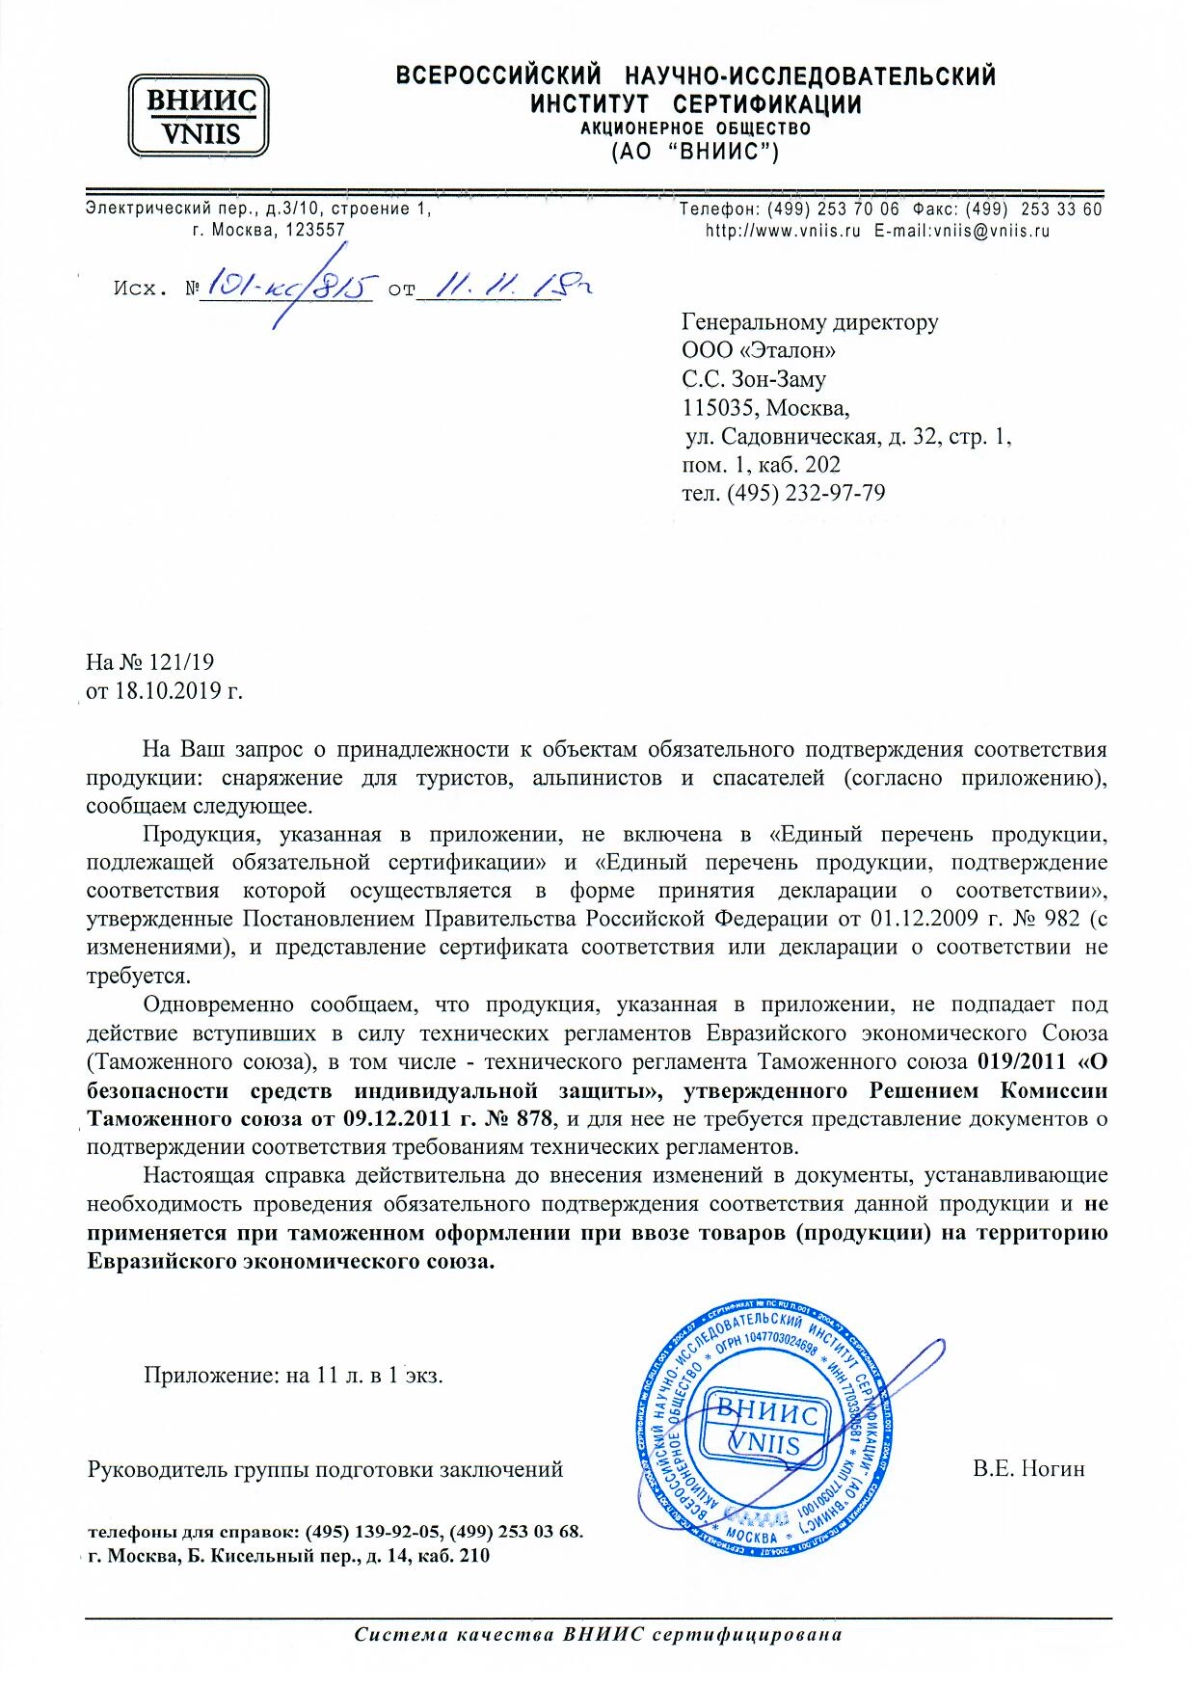 ВНИИС
VNIIS
ВСЕРОССИЙСКИЙ НАУЧНО-ИССЛЕДОВАТЕЛЬСКИЙ
ИНСТИТУТ СЕРТИФИКАЦИИ
АКЦИОНЕРНОЕ ОБЩЕСТВО
(АО “ВНИИС”)
Электрический пер., д.3/10, строение 1,
г. Москва, 123557
Телефон: (499) 253 70 06 Факс: (499) 253 33 60
http://www.vniis.ru E-mail:vniis@vniis.ru
Исх. № 101-кс/815 от 11.11.19г
Генеральному директору
ООО «Эталон»
С.С. Зон-Заму
115035, Москва,
ул. Садовническая, д. 32, стр. 1,
пом. 1, каб. 202
тел. (495) 232-97-79
На № 121/19
от 18.10.2019 г.
На Ваш запрос о принадлежности к объектам обязательного подтверждения соответствия
продукции: снаряжение для туристов, альпинистов и спасателей (согласно приложению),
сообщаем следующее.
Продукция, указанная в приложении, не включена в «Единый перечень продукции,
подлежащей обязательной сертификации» и «Единый перечень продукции, подтверждение
соответствия которой осуществляется в форме принятия декларации о соответствии»,
утвержденные Постановлением Правительства Российской Федерации от 01.12.2009 г. № 982 (с
изменениями), и представление сертификата соответствия или декларации о соответствии не
требуется.
Одновременно сообщаем, что продукция, указанная в приложении, не подпадает под
действие вступивших в силу технических регламентов Евразийского экономического Союза
(Таможенного союза), в том числе - технического регламента Таможенного союза 019/2011 «О
безопасности средств индивидуальной защиты», утвержденного Решением Комиссии
Таможенного союза от 09.12.2011 г. № 878, и для нее не требуется представление документов о
подтверждении соответствия требованиям технических регламентов.
Настоящая справка действительна до внесения изменений в документы, устанавливающие
необходимость проведения обязательного подтверждения соответствия данной продукции и не
применяется при таможенном оформлении при ввозе товаров (продукции) на территорию
Евразийского экономического союза.
Приложение: на 11 л. в 1 экз.
Руководитель группы подготовки заключений
В.Е. Ногин
"ВСЕРОССИЙСКИЙ НАУЧНО-ИССЛЕДОВАТЕЛЬСКИЙ ИНСТИТУТ СЕРТИФИКАЦИИ" (АО "ВНИИС")
* МОСКВА *
АКЦИОНЕРНОЕ ОБЩЕСТВО * ОГРН 1047703024698 * ИНН 7703380581 * КПП 770301001
ВНИИС
VNIIS
телефоны для справок: (495) 139-92-05, (499) 253 03 68.
г. Москва, Б. Кисельный пер., д. 14, каб. 210
Система качества ВНИИС сертифицирована